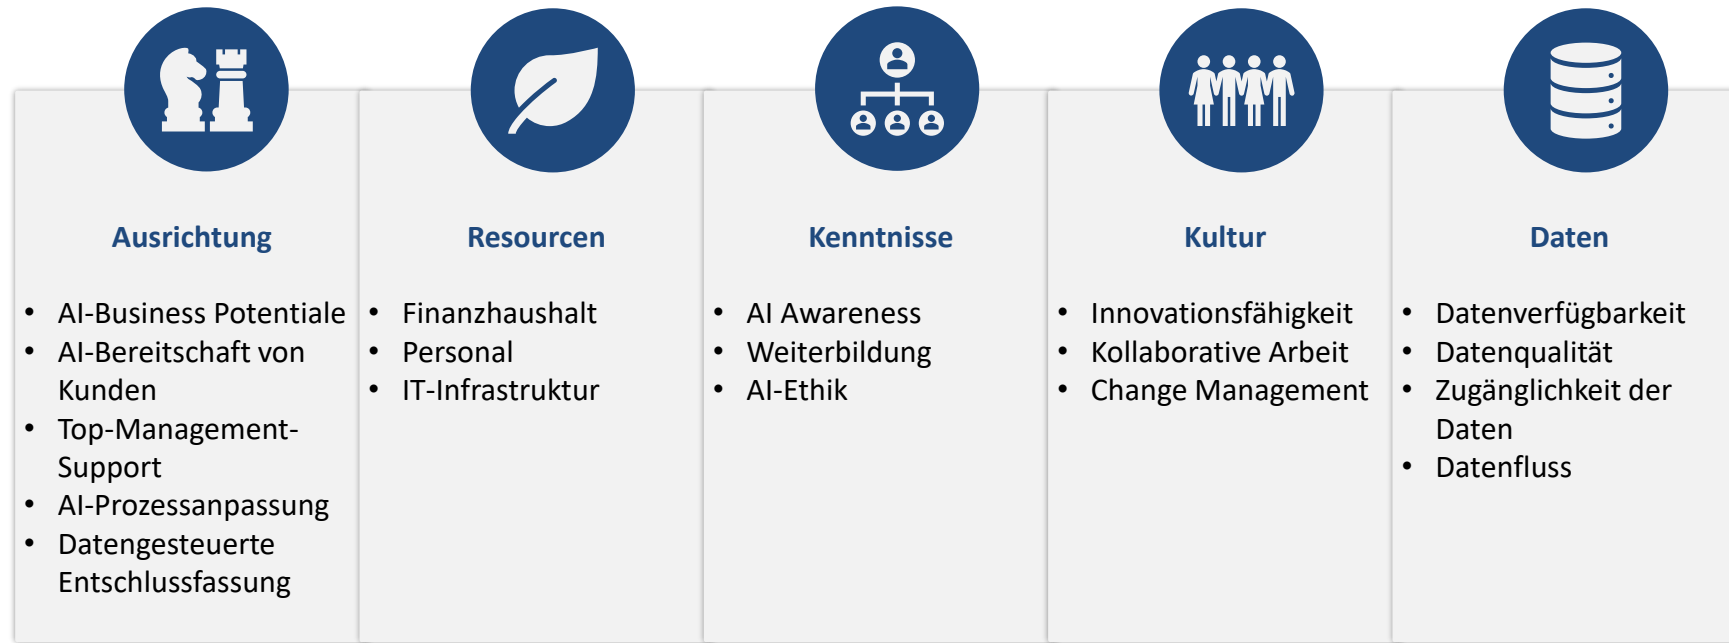 Ausrichtung
• AI-Business Potentiale
• AI-Bereitschaft von
Kunden
• Top-Management-
Support
• AI-Prozessanpassung
• Datengesteuerte
Entschlussfassung
Resourcen
• Finanzhaushalt
• Personal
• IT-Infrastruktur
Kenntnisse
• AI Awareness
• Weiterbildung
• AI-Ethik
Kultur
• Innovationsfähigkeit
• Kollaborative Arbeit
• Change Management
Daten
• Datenverfügbarkeit
• Datenqualität
• Zugänglichkeit der
Daten
• Datenfluss